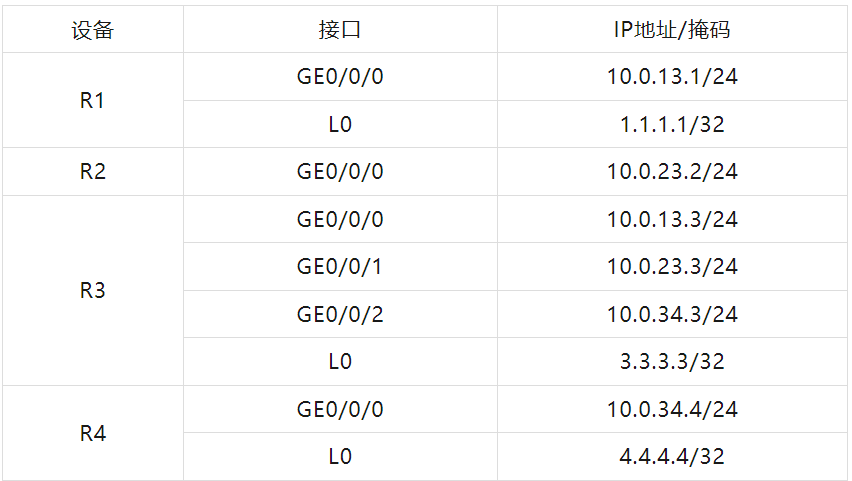 设备 接口 IP地址/掩码
R1 GE0/0/0 10.0.13.1/24
L0 1.1.1.1/32
R2 GE0/0/0 10.0.23.2/24
R3 GE0/0/0 10.0.13.3/24
GE0/0/1 10.0.23.3/24
GE0/0/2 10.0.34.3/24
L0 3.3.3.3/32
R4 GE0/0/0 10.0.34.4/24
L0 4.4.4.4/32